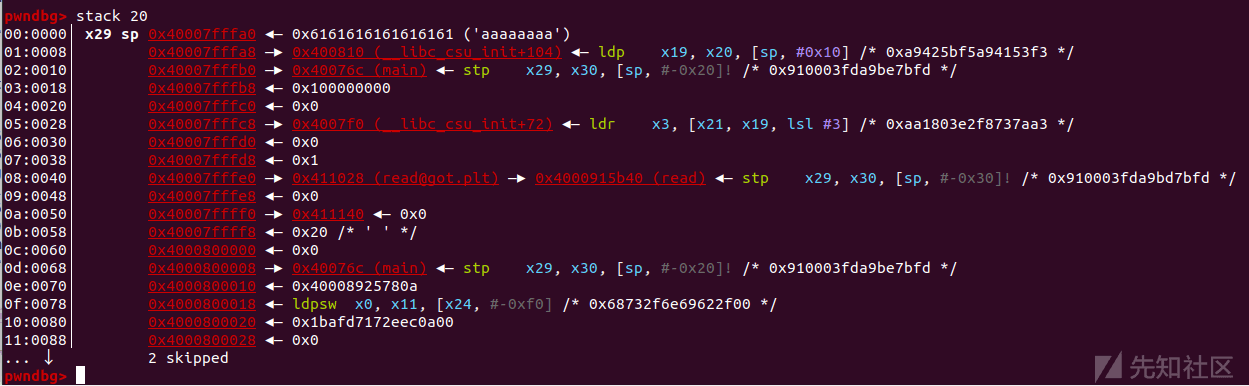 pwndbg> stack 20
00:0000│ x29 sp 0x40007fffa0 ◂— 0x6161616161616161 ('aaaaaaaa')
01:0008│ 0x40007fffa8 —▸ 0x400810 (__libc_csu_init+104) ◂— ldp x19, x20, [sp, #0x10] /* 0xa9425bf5a94153f3 */
02:0010│ 0x40007fffb0 —▸ 0x40076c (main) ◂— stp x29, x30, [sp, #-0x20]! /* 0x910003fda9be7bfd */
03:0018│ 0x40007fffb8 ◂— 0x100000000
04:0020│ 0x40007fffc0 ◂— 0x0
05:0028│ 0x40007fffc8 —▸ 0x4007f0 (__libc_csu_init+72) ◂— ldr x3, [x21, x19, lsl #3] /* 0xaa1803e2f8737aa3 */
06:0030│ 0x40007fffd0 ◂— 0x0
07:0038│ 0x40007fffd8 ◂— 0x1
08:0040│ 0x40007fffe0 —▸ 0x411028 (read@got.plt) —▸ 0x4000915b40 (read) ◂— stp x29, x30, [sp, #-0x30]! /* 0x910003fda9bd7bfd */
09:0048│ 0x40007fffe8 ◂— 0x0
0a:0050│ 0x40007ffff0 —▸ 0x411140 ◂— 0x0
0b:0058│ 0x40007ffff8 ◂— 0x20 /* ' ' */
0c:0060│ 0x4000800000 ◂— 0x0
0d:0068│ 0x4000800008 —▸ 0x40076c (main) ◂— stp x29, x30, [sp, #-0x20]! /* 0x910003fda9be7bfd */
0e:0070│ 0x4000800010 ◂— 0x40008925780a
0f:0078│ 0x4000800018 ◂— ldpsw x0, x11, [x24, #-0xf0] /* 0x68732f6e69622f00 */
10:0080│ 0x4000800020 ◂— 0x1bafd7172eec0a00
11:0088│ 0x4000800028 ◂— 0x0
... ↓ 2 skipped
pwndbg>
先知社区